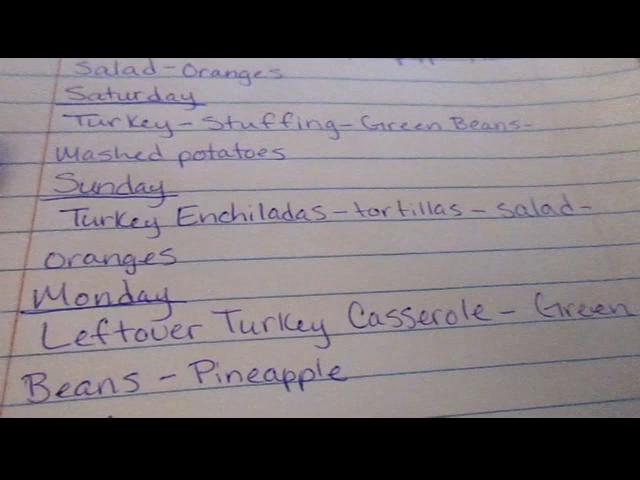 Salad-Oranges
Saturday
Turkey-Stuffing-Green Beans-
Mashed potatoes
Sunday
Turkey Enchiladas-tortillas-salad-
oranges
Monday
Leftover Turkey Casserole-Green
Beans-Pineapple